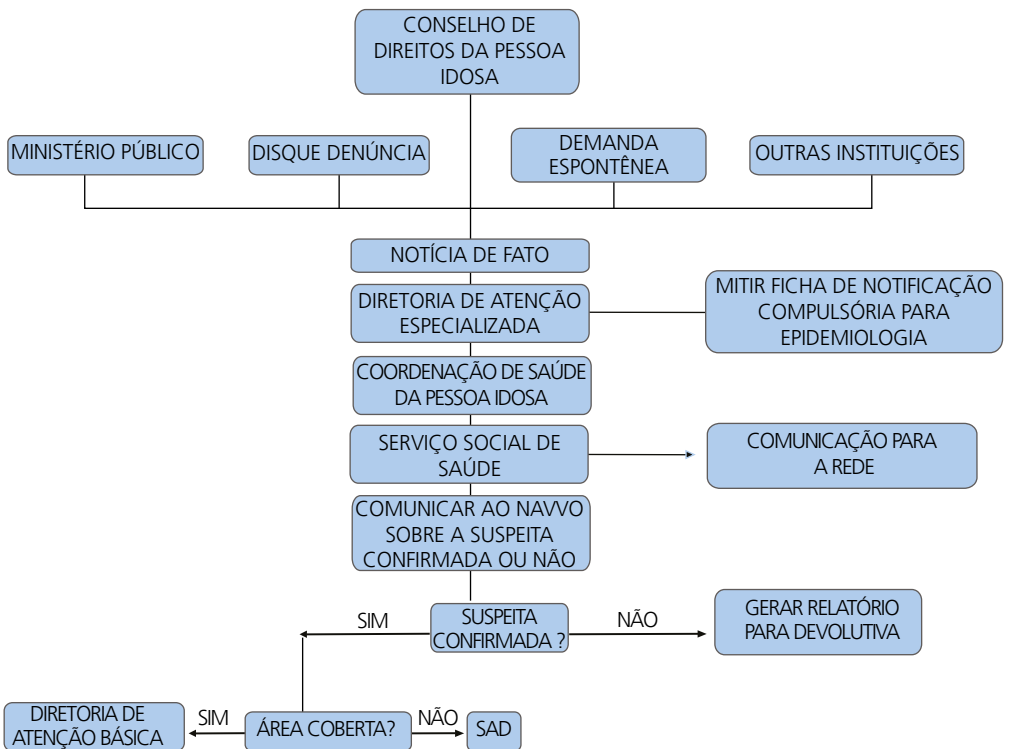 CONSELHO DE
DIREITOS DA PESSOA
IDOSA
MINISTÉRIO PÚBLICO
DISQUE DENÚNCIA
DEMANDA
ESPONTÊNEA
OUTRAS INSTITUIÇÕES
NOTÍCIA DE FATO
DIRETORIA DE ATENÇÃO
ESPECIALIZADA
MITIR FICHA DE NOTIFICAÇÃO
COMPULSÓRIA PARA
EPIDEMIOLOGIA
COORDENAÇÃO DE SAÚDE
DA PESSOA IDOSA
SERVIÇO SOCIAL DE
SAÚDE
COMUNICAÇÃO PARA
A REDE
COMUNICAR AO NAVVO
SOBRE A SUSPEITA
CONFIRMADA OU NÃO
SIM
SUSPEITA
CONFIRMADA ?
NÃO
GERAR RELATÓRIO
PARA DEVOLUTIVA
DIRETORIA DE
ATENÇÃO BÁSICA
SIM
ÁREA COBERTA?
NÃO
SAD